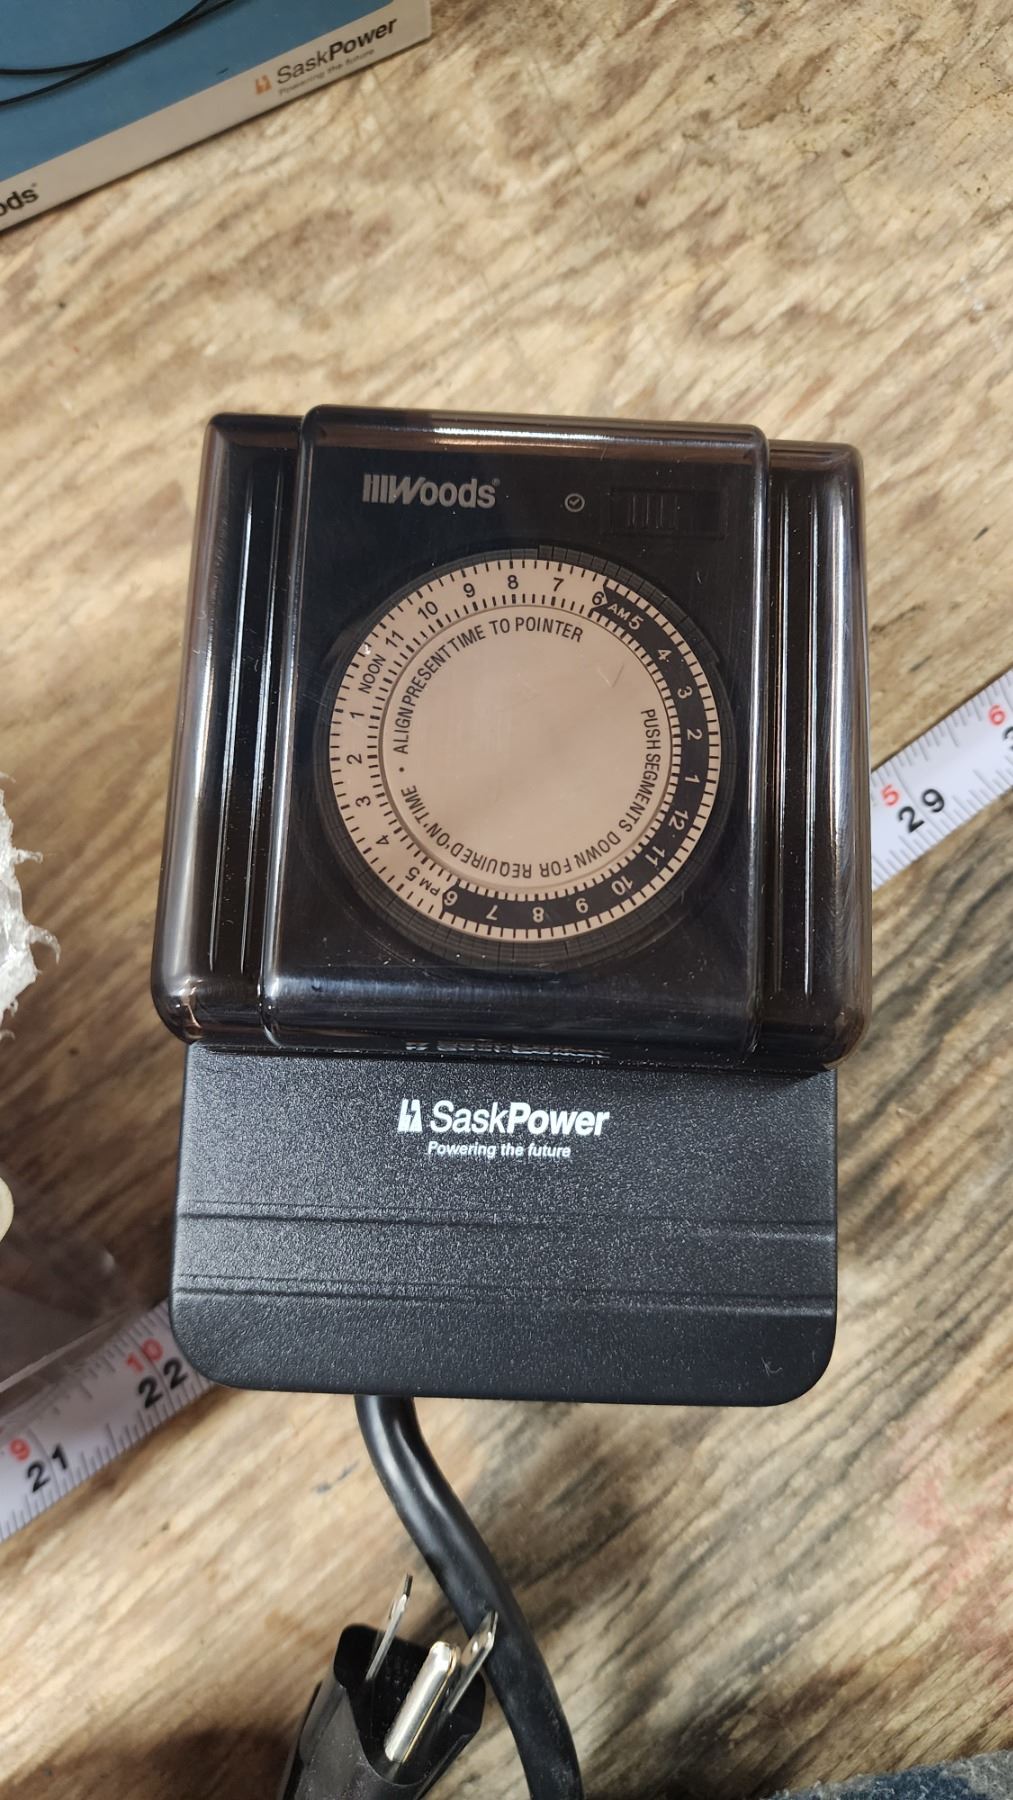 SaskPower
Powering the future
Woods
8 7 6 AM 5 4 3 2 1 12 11 10 9 8 7 6 PM 5 4 3 2 1 NOON 11 10 9
ALIGN PRESENT TIME TO POINTER
PUSH SEGMENTS DOWN FOR REQUIRED 'ON' TIME •
6
5
29
SaskPower
Powering the future
10
22
9
21